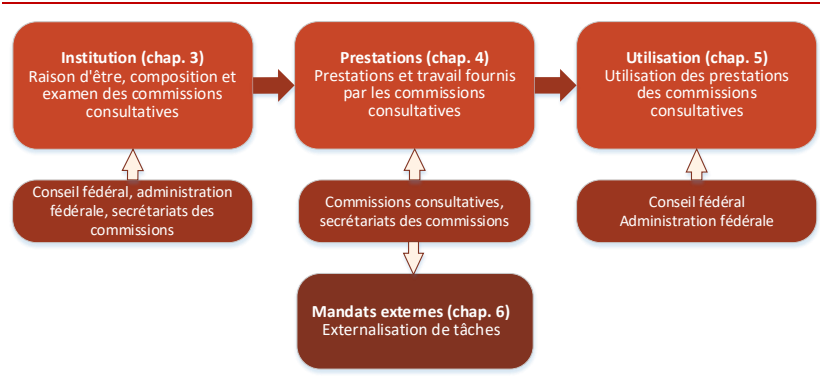 Institution (chap. 3)
Raison d'être, composition et
examen des commissions
consultatives
Prestations (chap. 4)
Prestations et travail fournis
par les commissions
consultatives
Utilisation (chap. 5)
Utilisation des prestations
des commissions
consultatives
Conseil fédéral, administration
fédérale, secrétariats des
commissions
Commissions consultatives,
secrétariats des commissions
Conseil fédéral
Administration fédérale
Mandats externes (chap. 6)
Externalisation de tâches